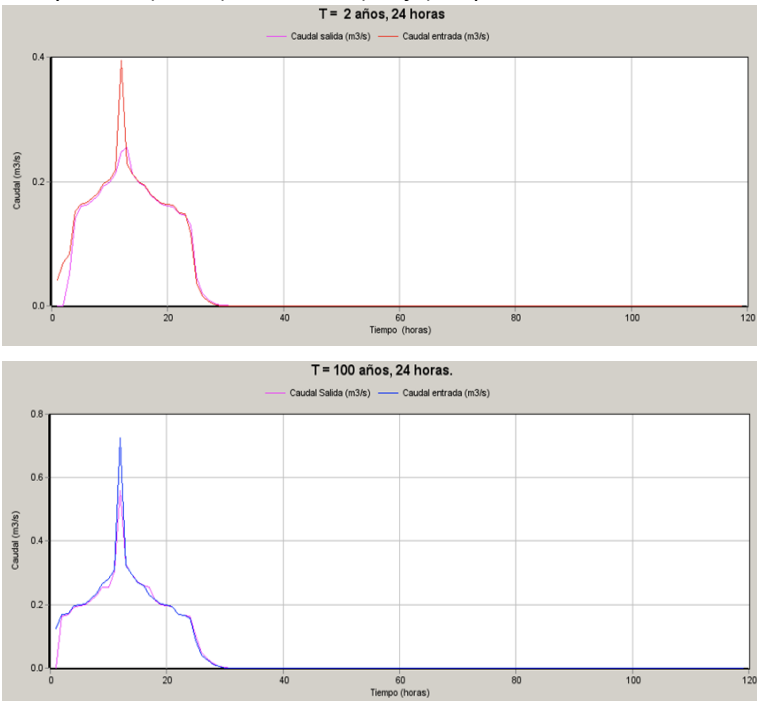 T = 2 años, 24 horas
Caudal salida (m3/s) Caudal entrada (m3/s)
0.4
0.2
0.0
Caudal (m3/s)
0 20 40 60 80 100 120
Tiempo (horas)
T = 100 años, 24 horas.
Caudal Salida (m3/s) Caudal entrada (m3/s)
0.8
0.6
0.4
0.2
0.0
Caudal (m3/s)
0 20 40 60 80 100 120
Tiempo (horas)